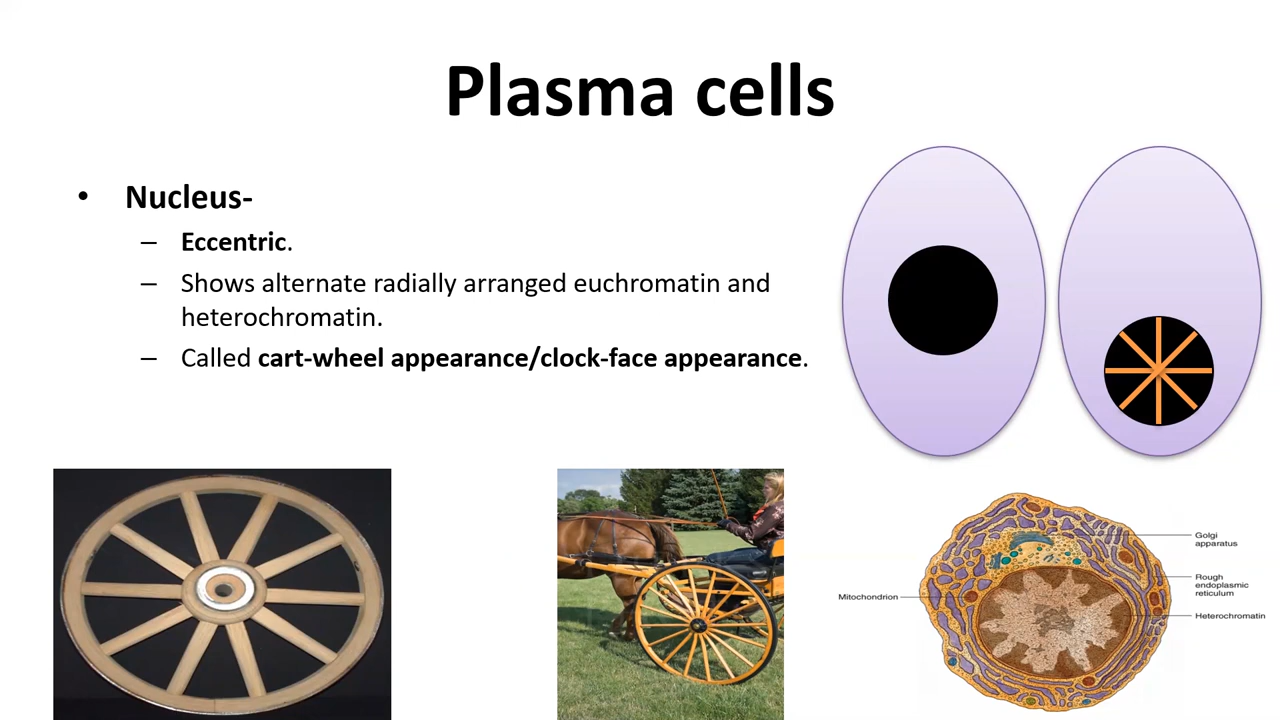 Plasma cells
• Nucleus-
– Eccentric.
– Shows alternate radially arranged euchromatin and
heterochromatin.
– Called cart-wheel appearance/clock-face appearance.
Golgi
apparatus
Rough
endoplasmic
reticulum
Mitochondrion
Heterochromatin